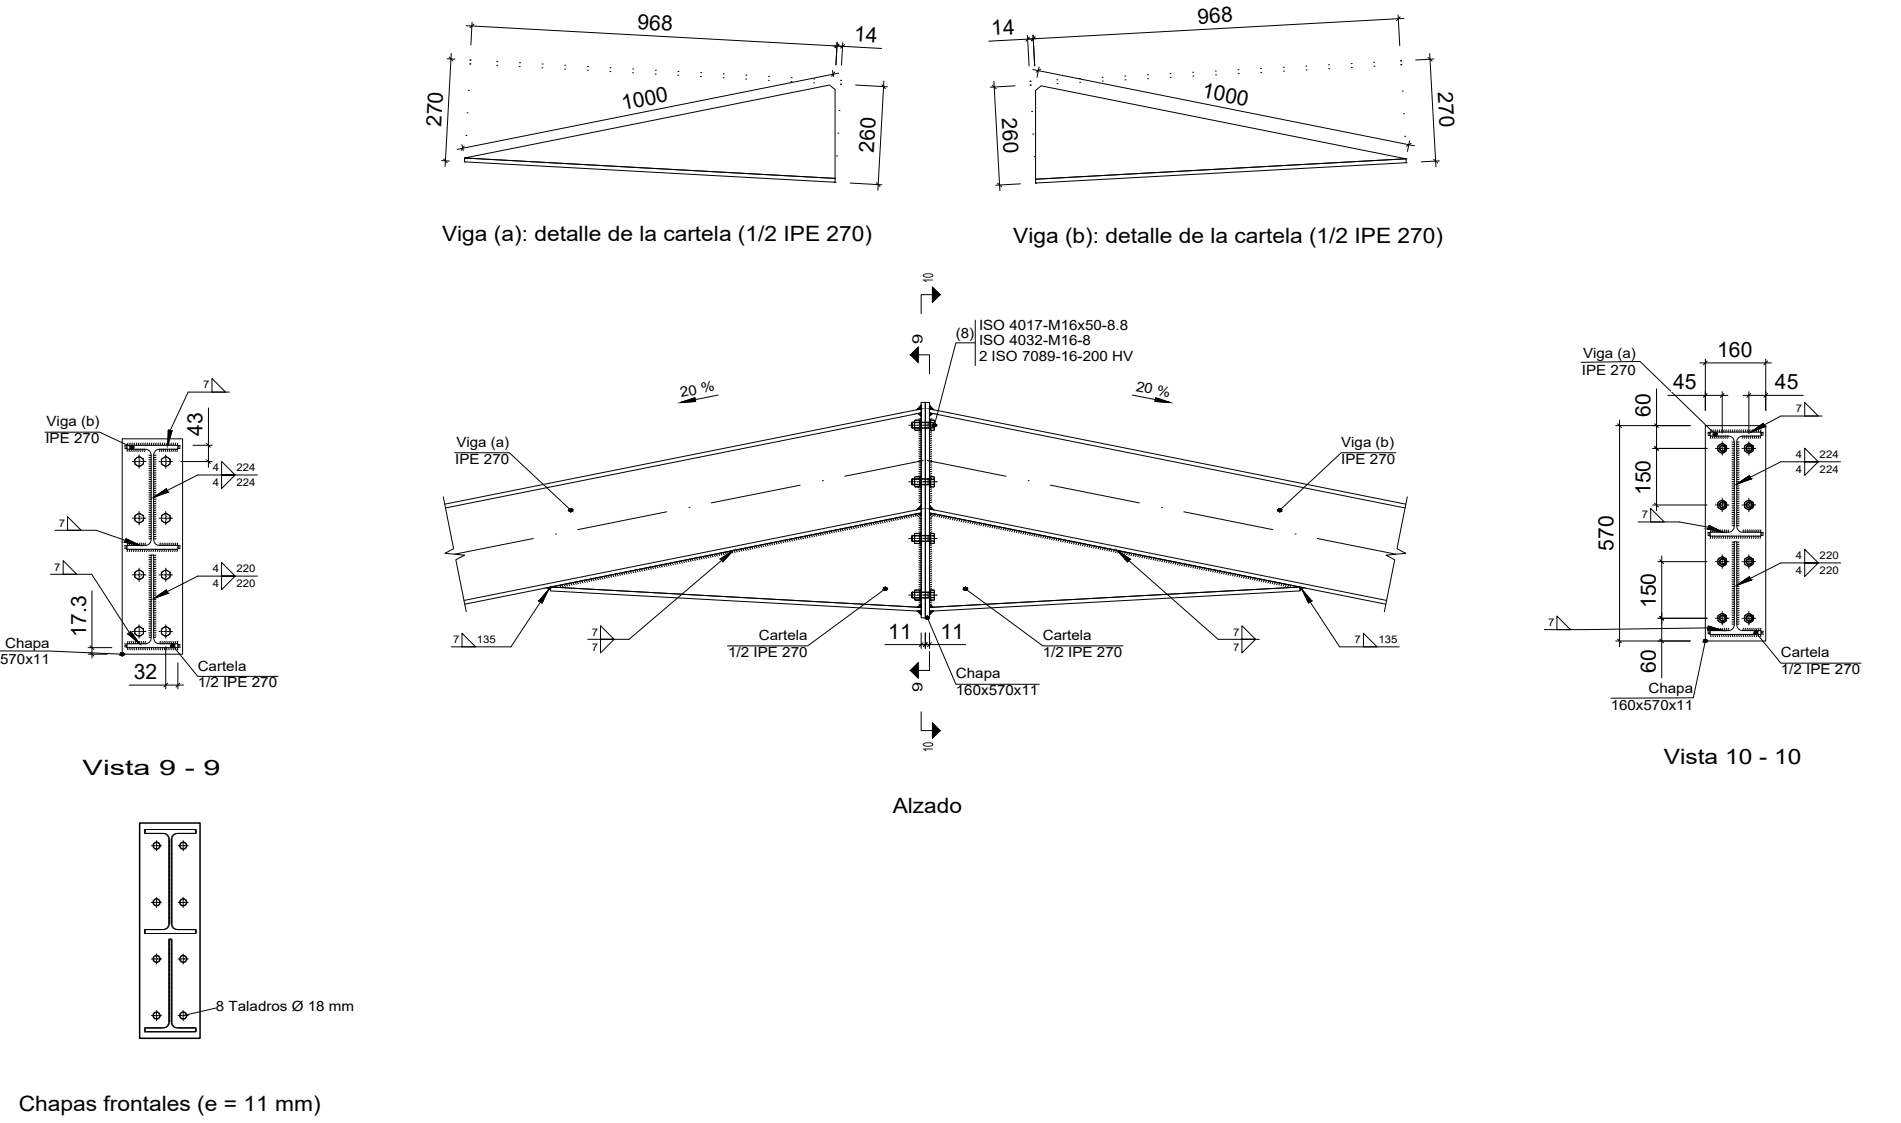 968
14
270
1000
260
Viga (a): detalle de la cartela (1/2 IPE 270)
14
968
260
1000
270
Viga (b): detalle de la cartela (1/2 IPE 270)
7
43
Viga (b)
IPE 270
4 224
4 224
7
7
4 220
4 220
17.3
Chapa
570x11
32
Cartela
1/2 IPE 270
Vista 9 - 9
10
9
(8)
ISO 4017-M16x50-8.8
ISO 4032-M16-8
2 ISO 7089-16-200 HV
20 %
20 %
Viga (a)
IPE 270
Viga (b)
IPE 270
7 135
7
7
Cartela
1/2 IPE 270
11
11
Cartela
1/2 IPE 270
7
7
7 135
9
Chapa
160x570x11
10
Alzado
Viga (a)
IPE 270
160
45
45
60
7
4 224
4 224
150
7
570
4 220
4 220
150
7
60
Cartela
1/2 IPE 270
Chapa
160x570x11
Vista 10 - 10
8 Taladros Ø 18 mm
Chapas frontales (e = 11 mm)